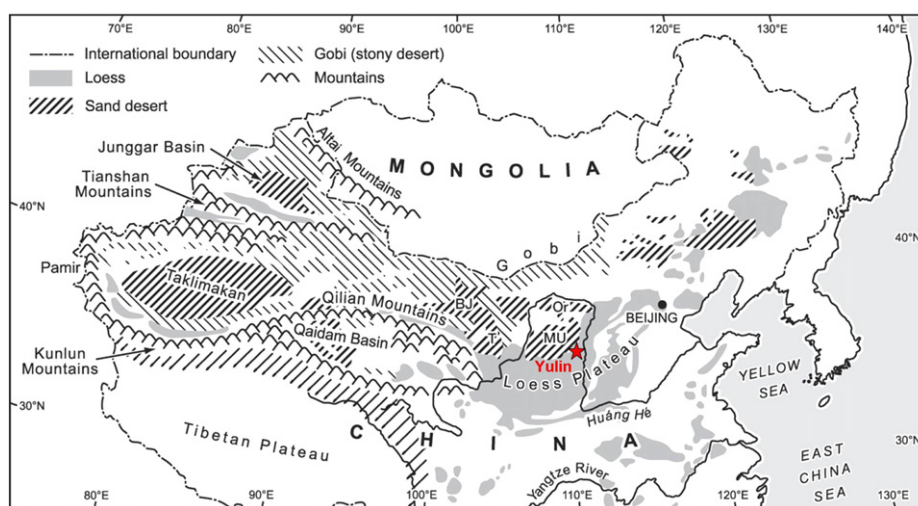 70°E 80°E 90°E 100°E 110°E 120°E 130°E 140°E
International boundary
Loess
Sand desert
Gobi (stony desert)
Mountains
Junggar Basin
Tianshan
Mountains
Altai Mountains
MONGOLIA
40°N
40°N
Gobi
Pamir
Taklimakan
Qilian Mountains
BJ
T
Or
MU
BEIJING
Qaidam Basin
Yulin
Loess Plateau
Kunlun
Mountains
YELLOW
SEA
30°N
Huáng Hé
Tibetan Plateau
CHINA
30°N
EAST
CHINA
SEA
Yangtze River
80°E 90°E 100°E 110°E 120°E 130°E